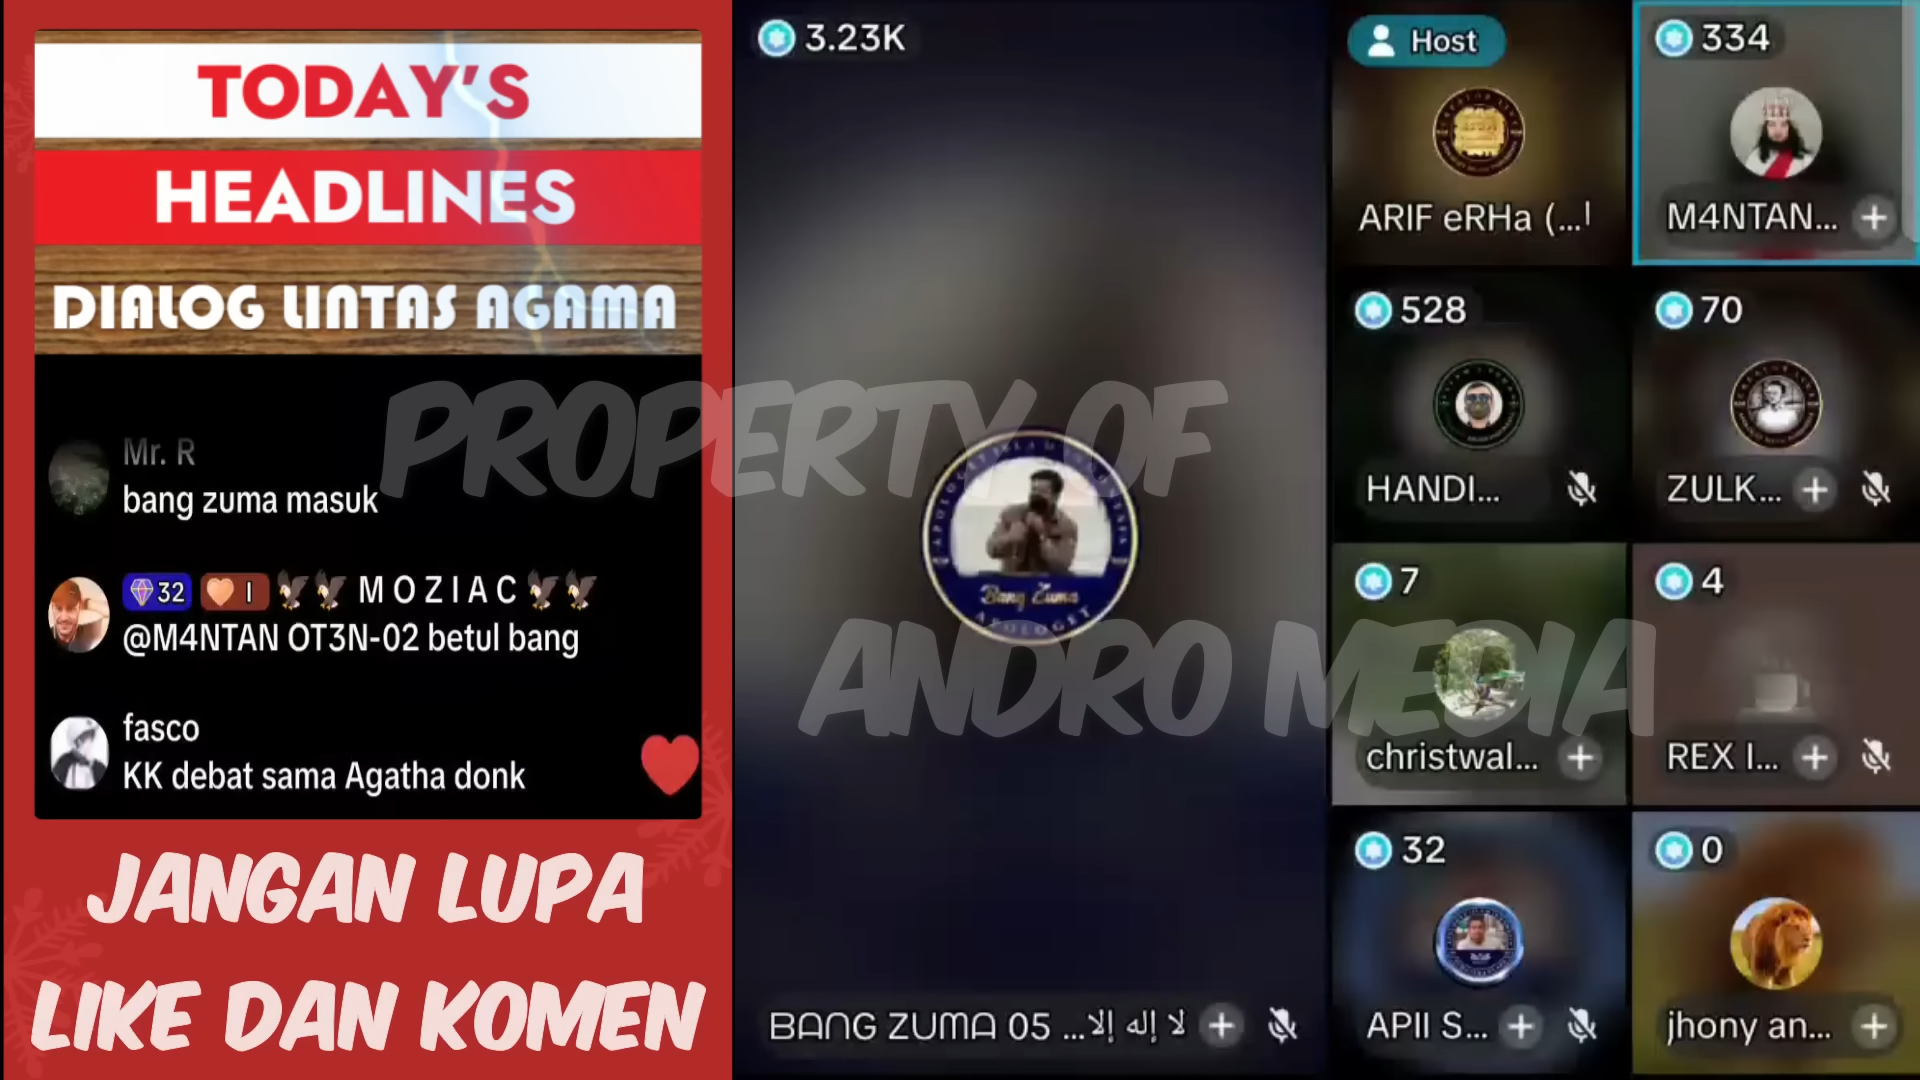 TODAY'S
HEADLINES
DIALOG LINTAS AGAMA
Mr. R
bang zuma masuk
32 I M O Z I A C
@M4NTAN OT3N-02 betul bang
fasco
KK debat sama Agatha donk
JANGAN LUPA
LIKE DAN KOMEN
PROPERTY OF
ANDRO MEDIA
3.23K
Bang Zuma
APOLOGET
BANG ZUMA 05 ...لا إله إلا
Host
ARIF eRHa (...ا
334
M4NTAN...
528
HANDI...
70
ZULK...
7
christwal...
4
REX I...
32
APII S...
0
jhony an...